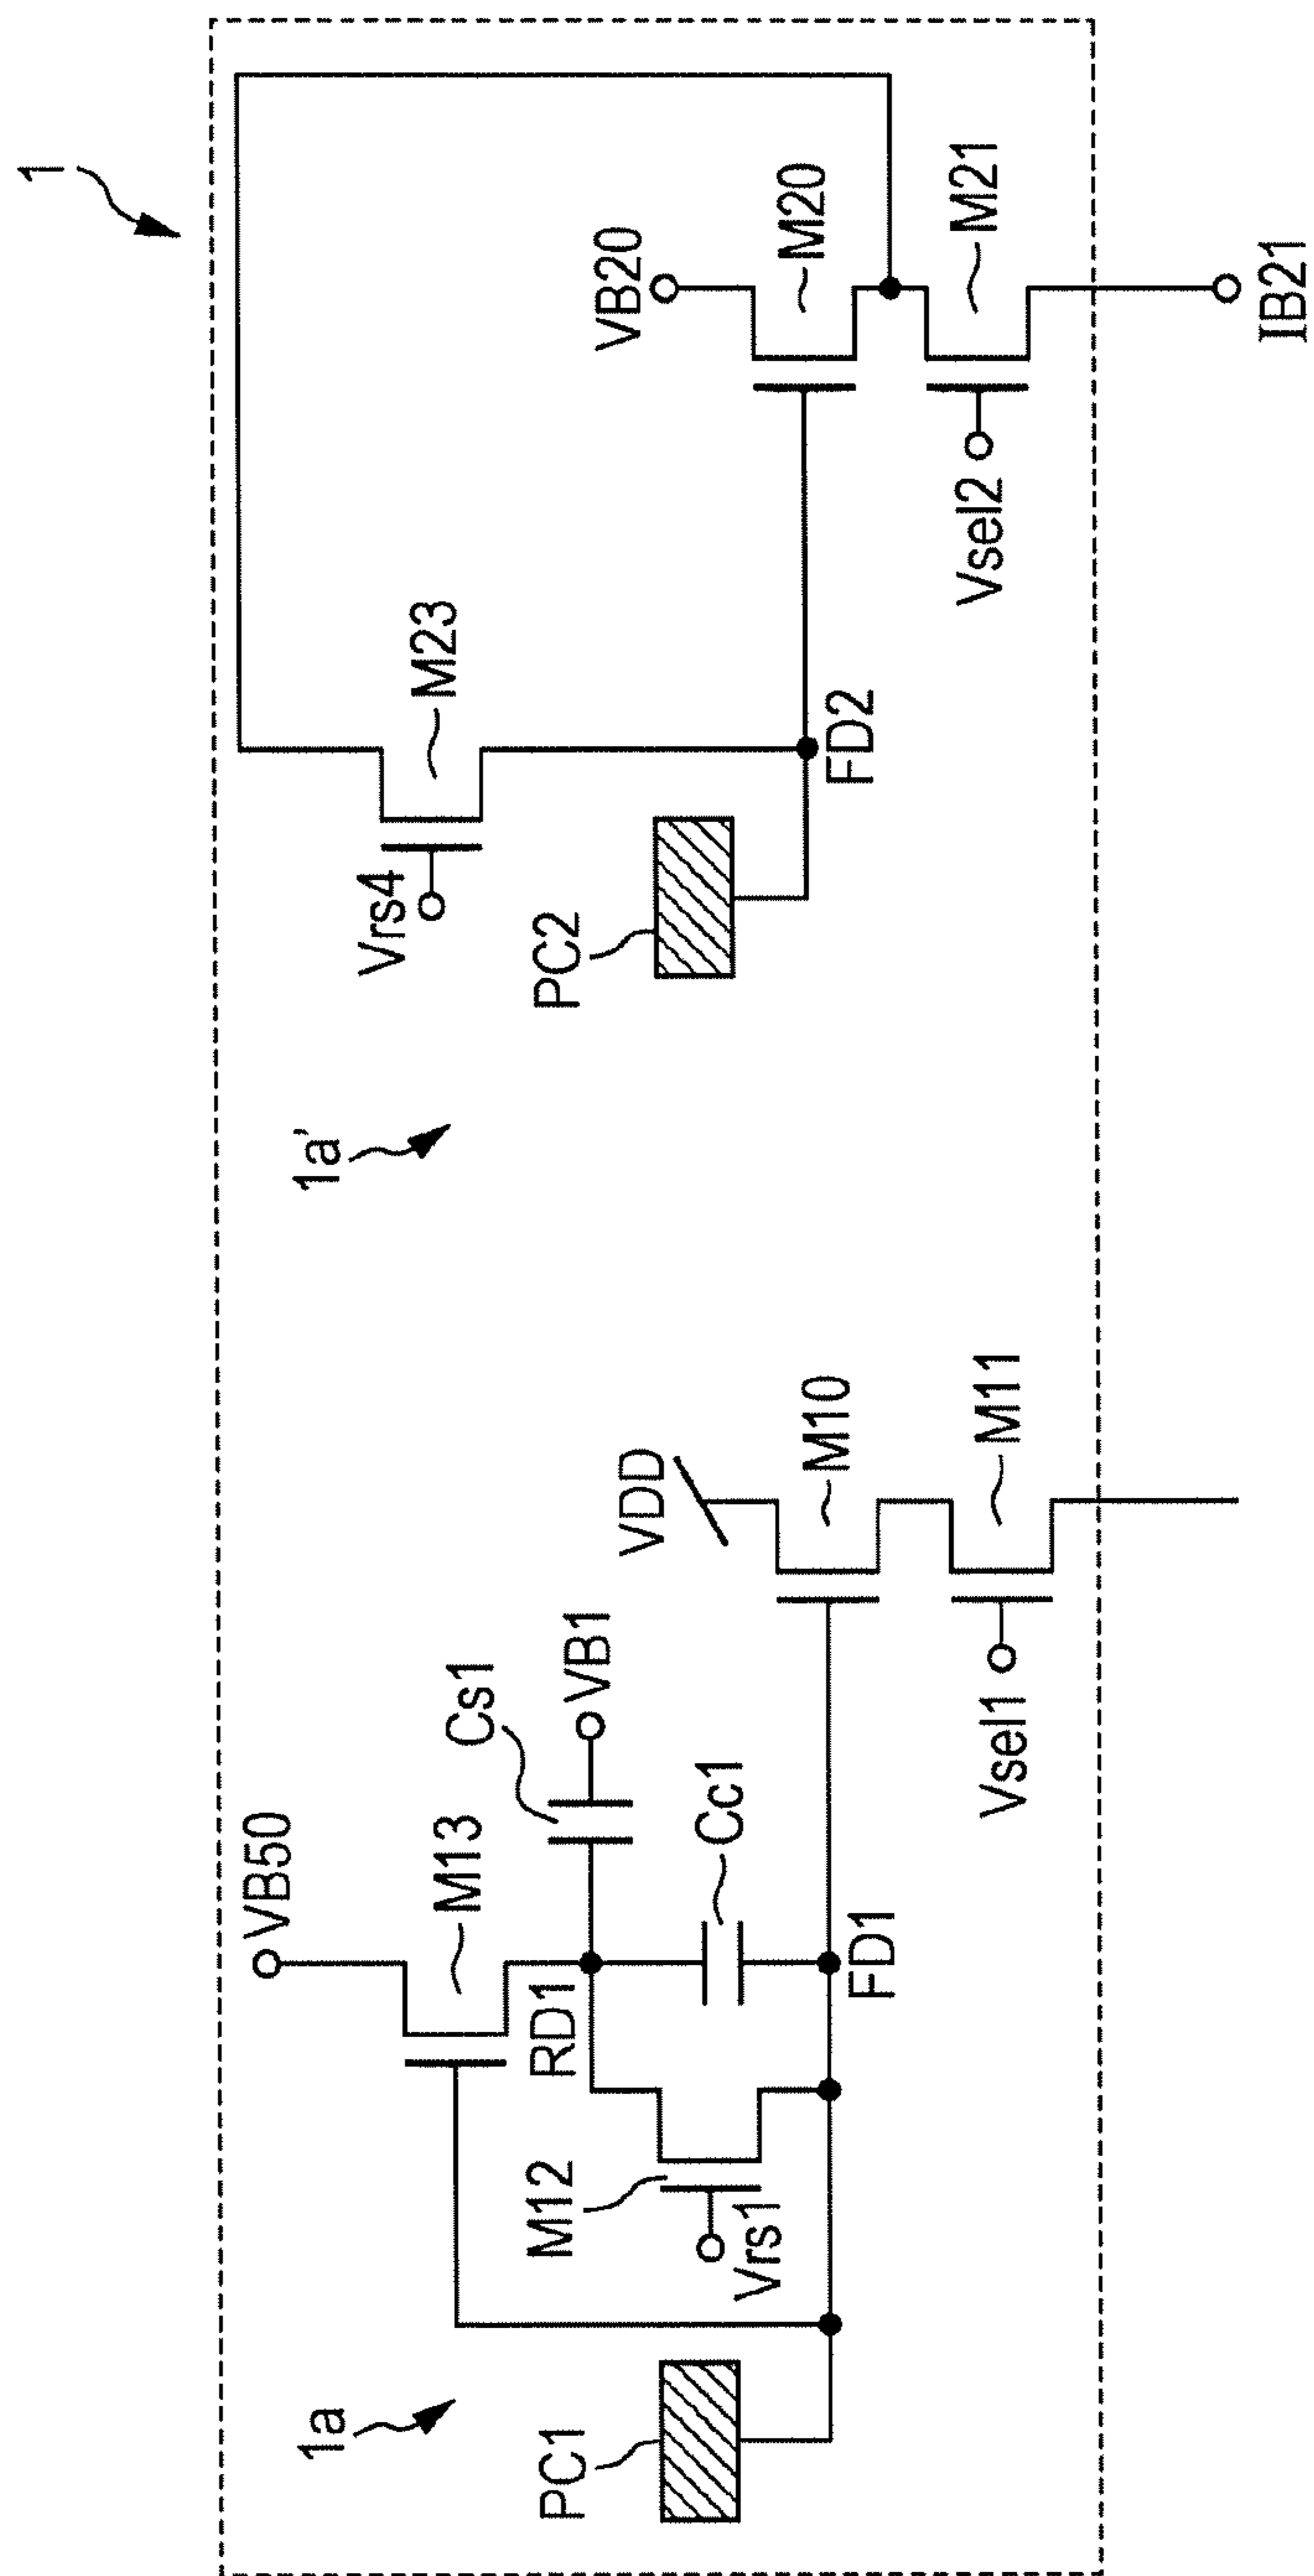 1
1a
VB50
M13
Cs1
VB1
RD1
M12
Vrs1
Cc1
PC1
FD1
VDD
M10
M11
Vsel1
1a'
Vrs4
M23
PC2
FD2
VB20
M20
M21
Vsel2
IB21